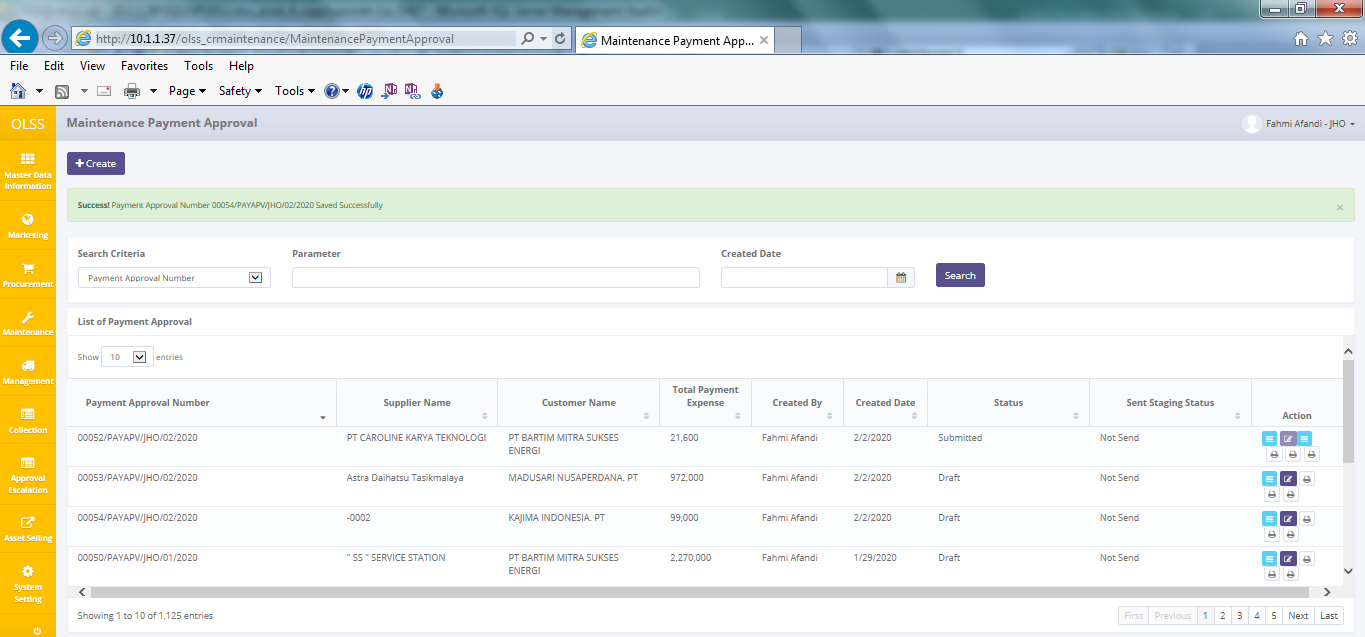 http://10.1.1.37/olss_crmaintenance/MaintenancePaymentApproval
Maintenance Payment App...
File Edit View Favorites Tools Help
Page Safety Tools
OLSS
Maintenance Payment Approval
Fahmi Afandi - JHO
Master Data
Information
Marketing
Procurement
Maintenance
Management
Collection
Approval
Escalation
Asset Selling
System
Setting
+ Create
Success! Payment Approval Number 00054/PAYAPV/JHO/02/2020 Saved Successfully
×
Search Criteria Parameter Created Date
Payment Approval Number
Search
List of Payment Approval
Show 10 entries
Payment Approval Number Supplier Name Customer Name Total Payment Expense Created By Created Date Status Sent Staging Status Action
00052/PAYAPV/JHO/02/2020 PT CAROLINE KARYA TEKNOLOGI PT BARTIM MITRA SUKSES 21,600 Fahmi Afandi 2/2/2020 Submitted Not Send
ENERGI
00053/PAYAPV/JHO/02/2020 Astra Daihatsu Tasikmalaya MADUSARI NUSAPERDANA. PT 972,000 Fahmi Afandi 2/2/2020 Draft Not Send
00054/PAYAPV/JHO/02/2020 -0002 KAJIMA INDONESIA. PT 99,000 Fahmi Afandi 2/2/2020 Draft Not Send
00050/PAYAPV/JHO/01/2020 " SS " SERVICE STATION PT BARTIM MITRA SUKSES 2,270,000 Fahmi Afandi 1/29/2020 Draft Not Send
ENERGI
Showing 1 to 10 of 1,125 entries
First Previous 1 2 3 4 5 Next Last